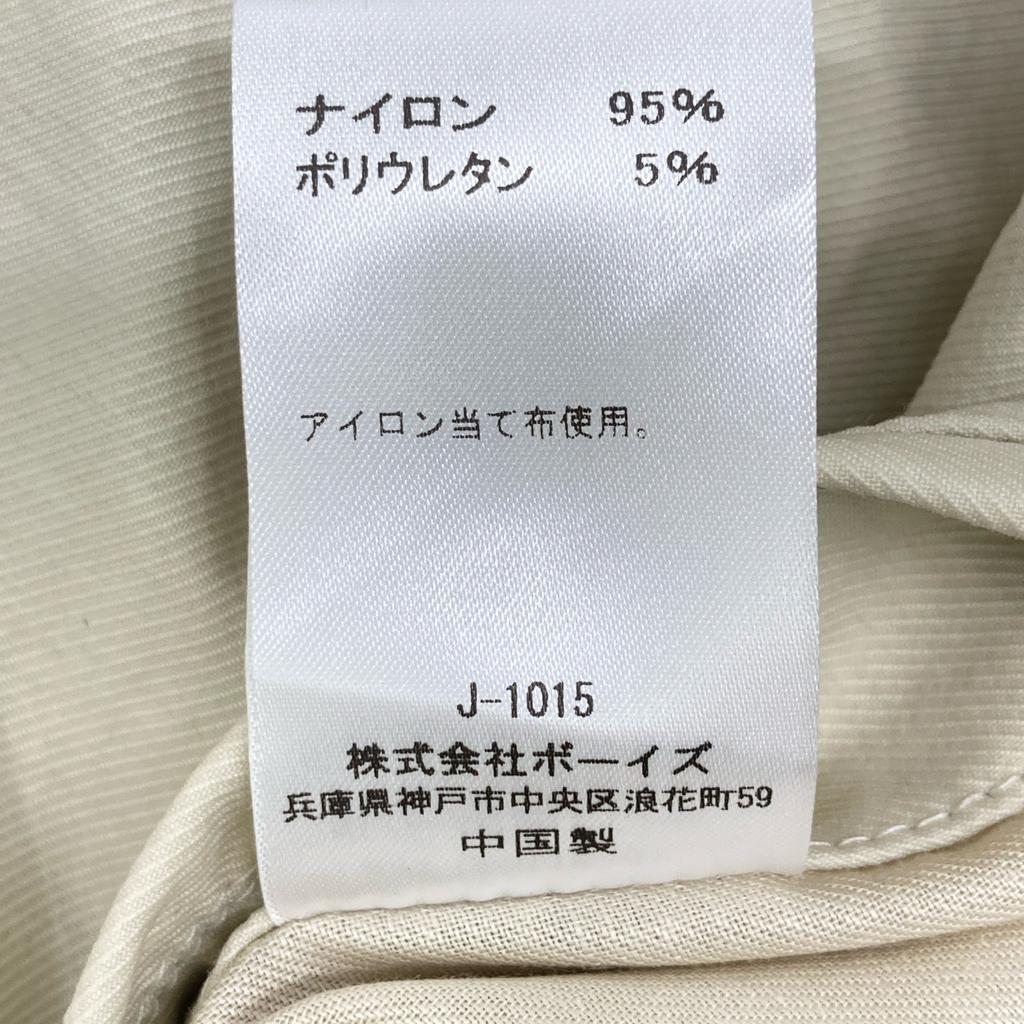 ナイロン 95%
ポリウレタン 5%
アイロン当て布使用。
J-1015
株式会社ボーイズ
兵庫県神戸市中央区浪花町59
中国製